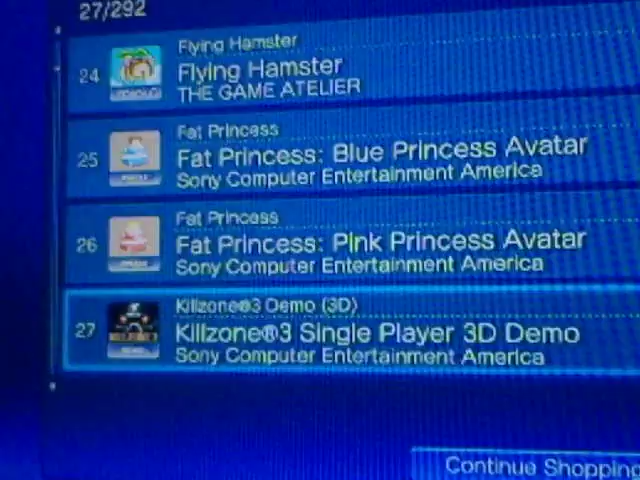 27/292
24
Flying Hamster
Flying Hamster
THE GAME ATELIER
25
Fat Princess
Fat Princess: Blue Princess Avatar
Sony Computer Entertainment America
26
Fat Princess
Fat Princess: Pink Princess Avatar
Sony Computer Entertainment America
27
Killzone®3 Demo (3D)
Killzone®3 Single Player 3D Demo
Sony Computer Entertainment America
Continue Shopping